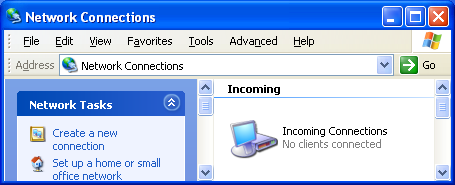 Network Connections
File Edit View Favorites Tools Advanced Help
Address Network Connections Go
Network Tasks
Create a new
connection
Set up a home or small
office network
Incoming
Incoming Connections
No clients connected